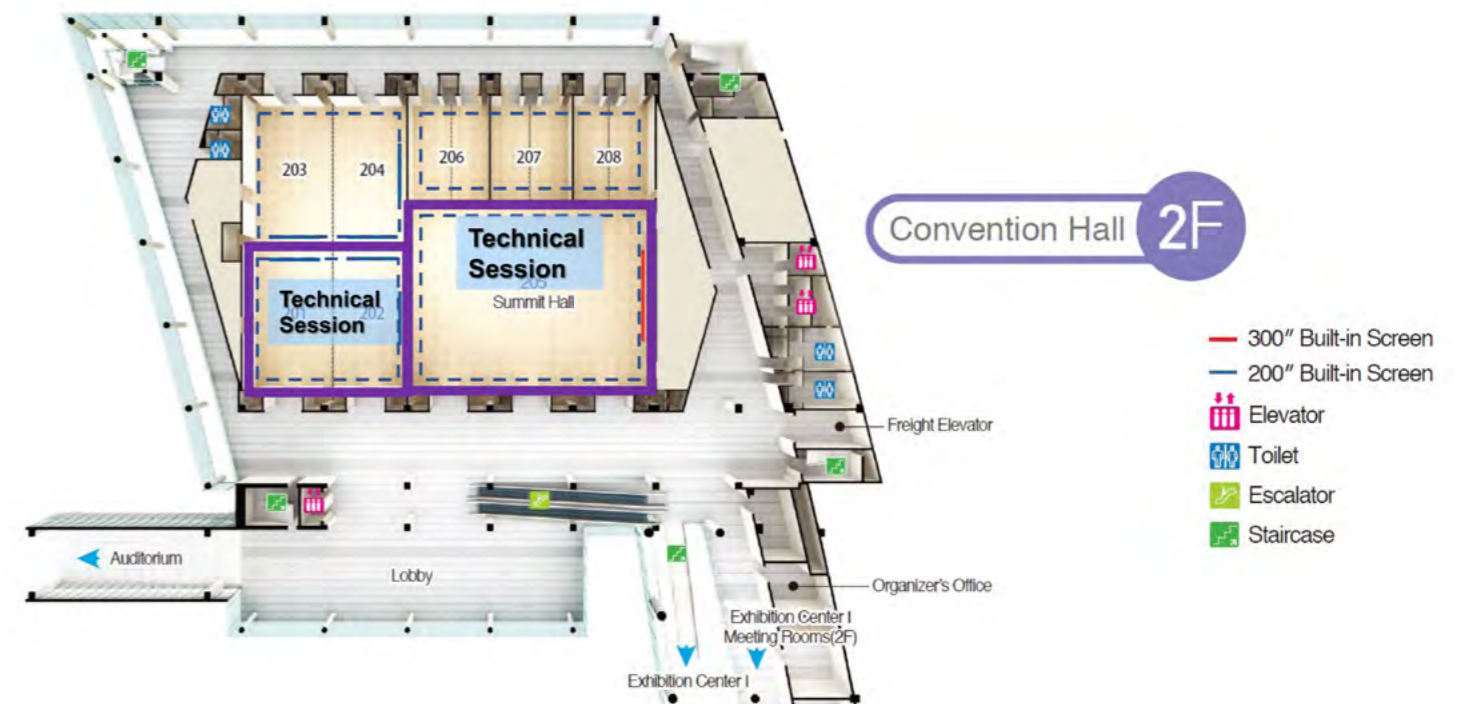 203
204
206
207
208
Technical
Session
205
Summit Hall
Technical
Session
201
202
Convention Hall 2F
300" Built-in Screen
200" Built-in Screen
Elevator
Toilet
Escalator
Staircase
Freight Elevator
Auditorium
Lobby
Organizer's Office
Exhibition Center I
Meeting Rooms(2F)
Exhibition Center I